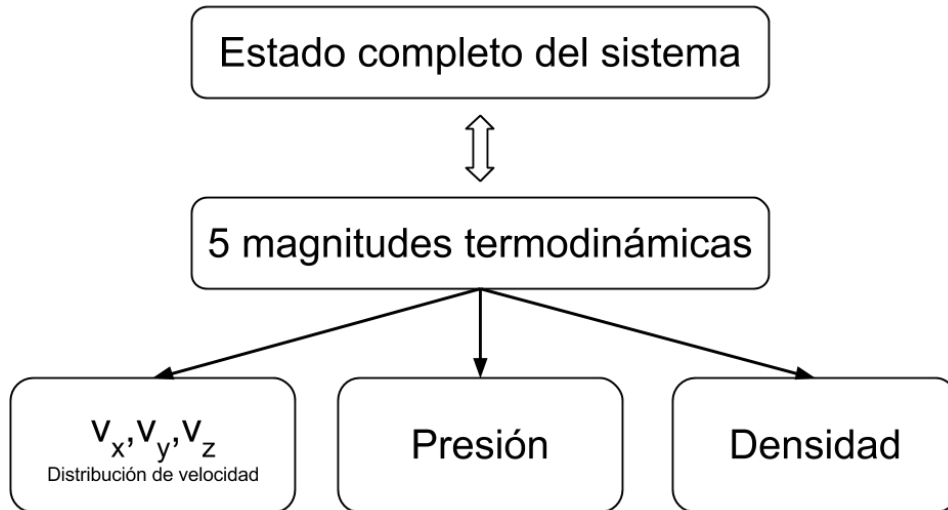 Estado completo del sistema
5 magnitudes termodinámicas
vx,vy,vz
Distribución de velocidad
Presión
Densidad